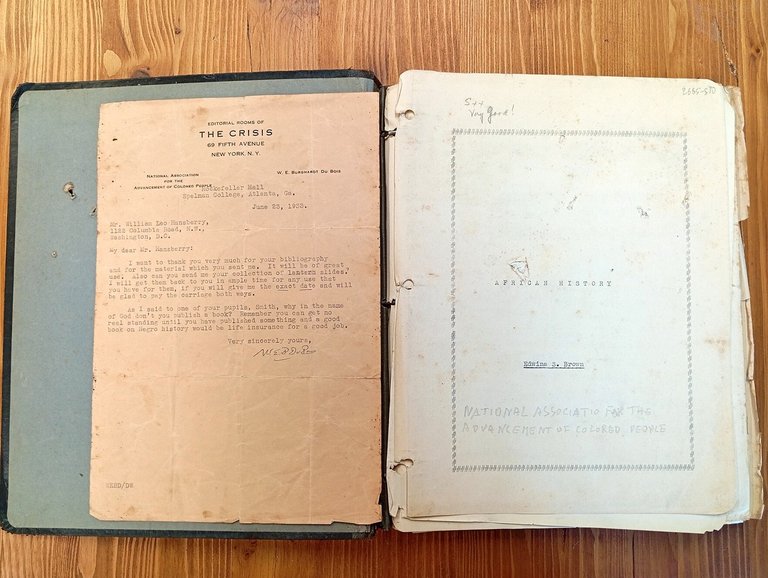 EDITORIAL ROOMS OF
THE CRISIS
69 FIFTH AVENUE
NEW YORK N. Y.
NATIONAL ASSOCIATION
FOR THE
ADVANCEMENT OF COLORED PEOPLE
W. E. BURGHARDT DU BOIS
Rockefeller Hall
Spelman College, Atlanta, Ga.
June 23, 1933.
Mr. William Leo Hansberry,
1122 Columbia Road, N.W.,
Washington, D.C.
My dear Mr. Hansberry:
I want to thank you very much for your bibliography
and for the material which you sent me. It will be of great
use. Also can you send me your collection of lantern slides.
I will get them back to you in ample time for any use that
you have for them, if you will give me the exact date and will
be glad to pay the carriage both ways.
As I said to one of your pupils, Smith, why in the name
of God don't you publish a book? Remember you can get no
real standing until you have published something and a good
book on Negro history would be life insurance for a good job.
Very sincerely yours,
W.E.B. Du Bois
WEBD/DW
Very good!
AFRICAN HISTORY
Edwina S. Brown
NATIONAL ASSOCIATIO FOR THE
ADVANCEMENT OF COLORED PEOPLE